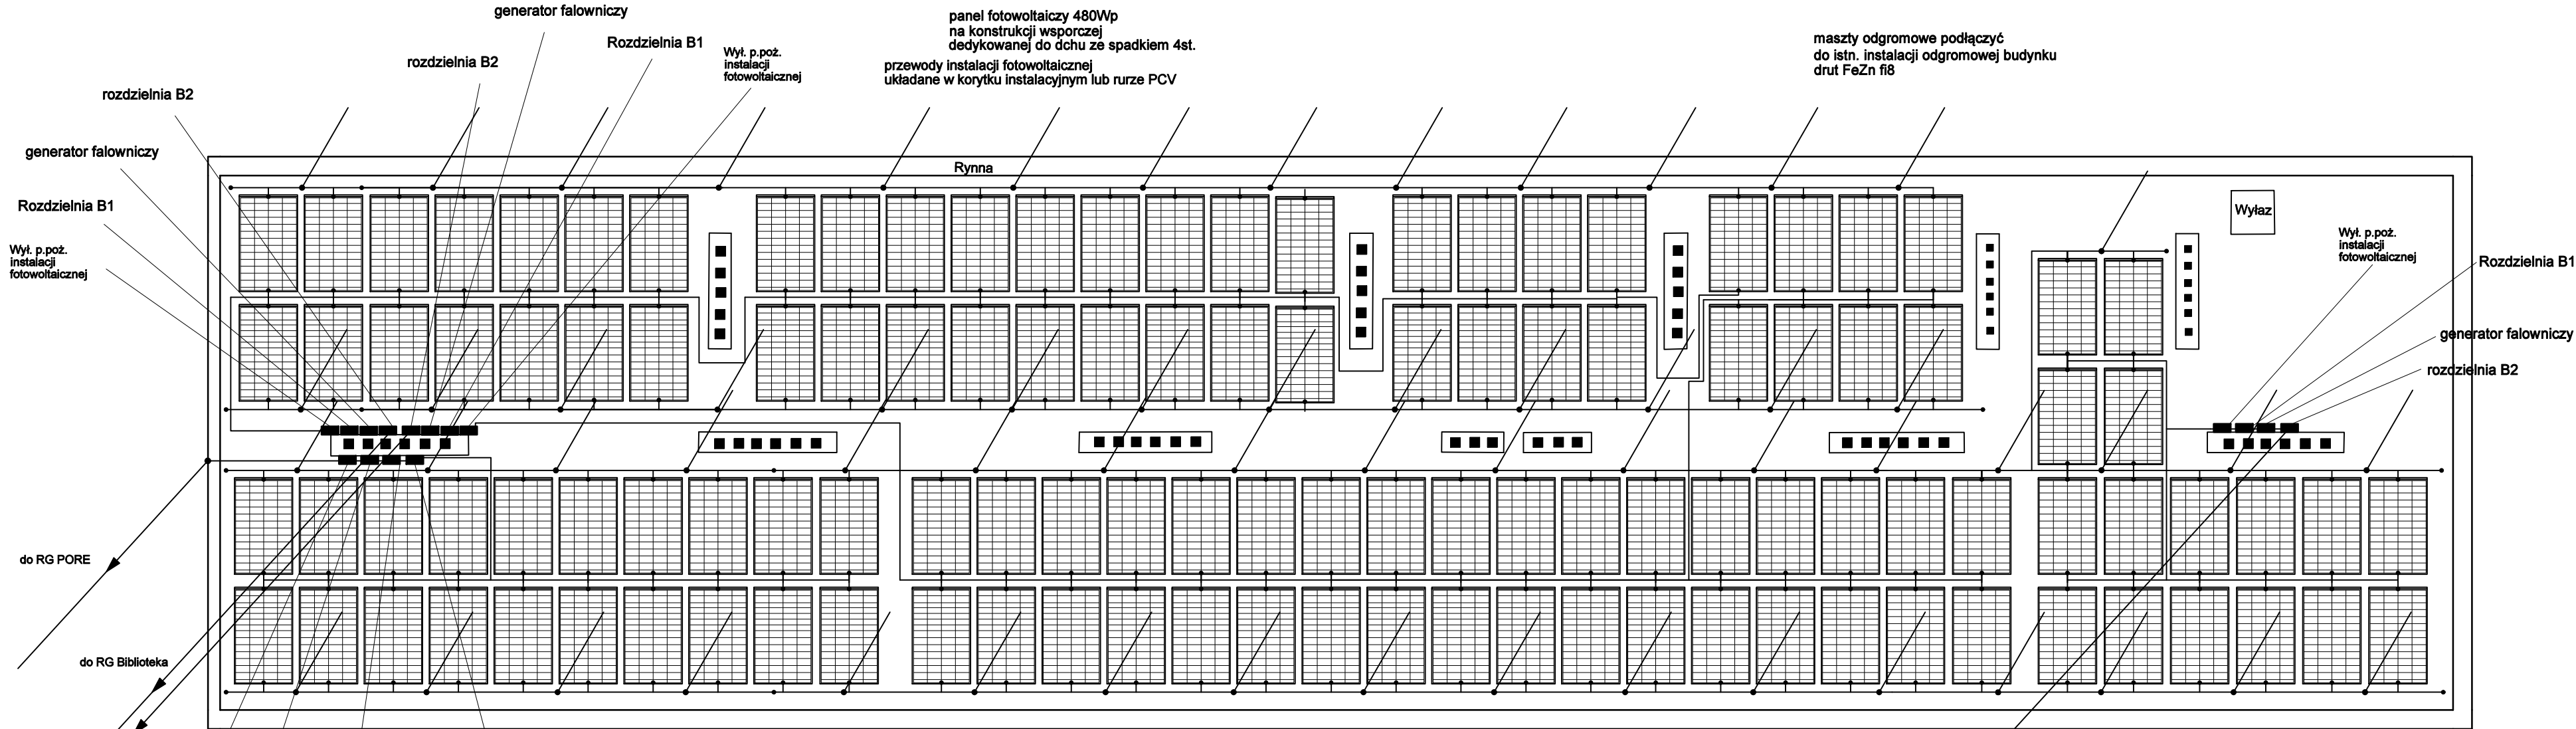 generator falowniczy
rozdzielnia B2
Rozdzielnia B1
Wył. p.poż.
instalacji
fotowoltaicznej
panel fotowoltaiczy 480Wp
na konstrukcji wsporczej
dedykowanej do dchu ze spadkiem 4st.
przewody instalacji fotowoltaicznej
układane w korytku instalacyjnym lub rurze PCV
maszty odgromowe podłączyć
do istn. instalacji odgromowej budynku
drut FeZn fi8
rozdzielnia B2
generator falowniczy
Rozdzielnia B1
Wył. p.poż.
instalacji
fotowoltaicznej
Rynna
Wyłaz
Wył. p.poż.
instalacji
fotowoltaicznej
Rozdzielnia B1
generator falowniczy
rozdzielnia B2
do RG PORE
do RG Biblioteka